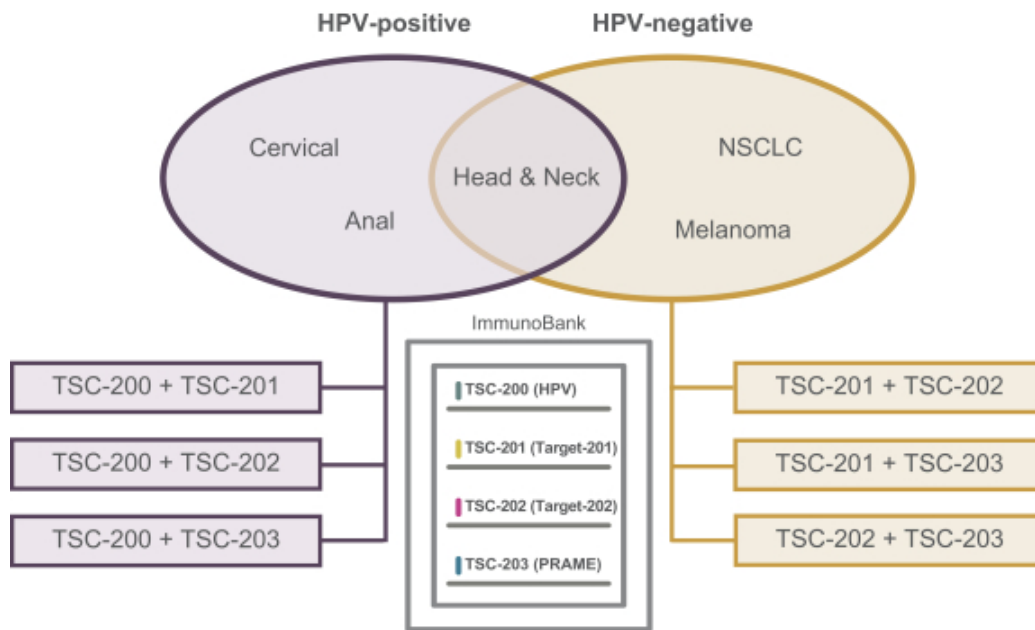 HPV-positive
HPV-negative
Cervical
Anal
Head & Neck
NSCLC
Melanoma
ImmunoBank
TSC-200 + TSC-201
TSC-200 + TSC-202
TSC-200 + TSC-203
TSC-200 (HPV)
TSC-201 (Target-201)
TSC-202 (Target-202)
TSC-203 (PRAME)
TSC-201 + TSC-202
TSC-201 + TSC-203
TSC-202 + TSC-203